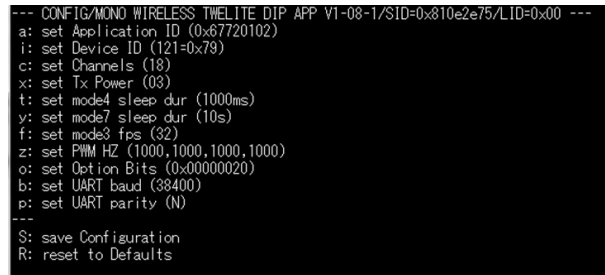 --- CONFIG/MONO WIRELESS TWELITE DIP APP V1-08-1/SID=0x810e2e75/LID=0x00 ---
a: set Application ID (0x67720102)
i: set Device ID (121=0x79)
c: set Channels (18)
x: set Tx Power (03)
t: set mode4 sleep dur (1000ms)
y: set mode7 sleep dur (10s)
f: set mode3 fps (32)
z: set PWM HZ (1000,1000,1000,1000)
o: set Option Bits (0x00000020)
b: set UART baud (38400)
p: set UART parity (N)
---
S: save Configuration
R: reset to Defaults